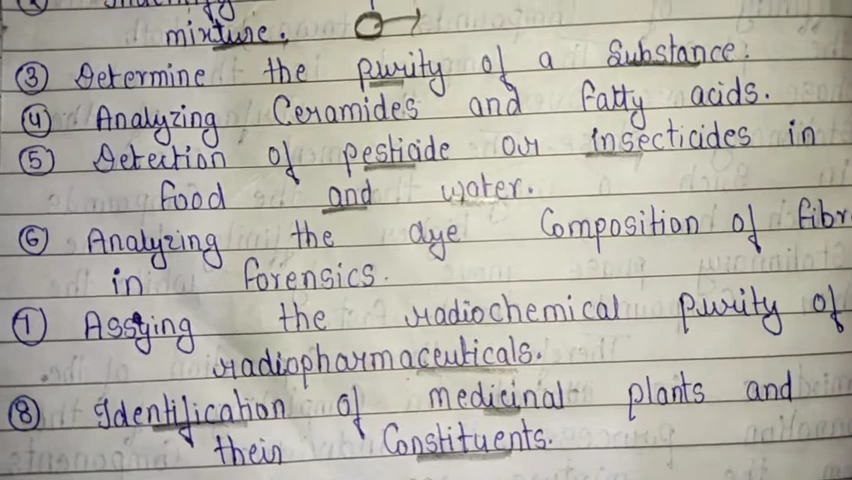 mixture.
③ Determine the purity of a Substance.
④ Analyzing Ceramides and fatty acids.
⑤ Detection of pesticide or insecticides in
food and water.
⑥ Analyzing the dye Composition of fibr
in forensics.
⑦ Assying the radiochemical purity of
radiopharmaceuticals.
⑧ Identification of medicinal plants and
their Constituents.